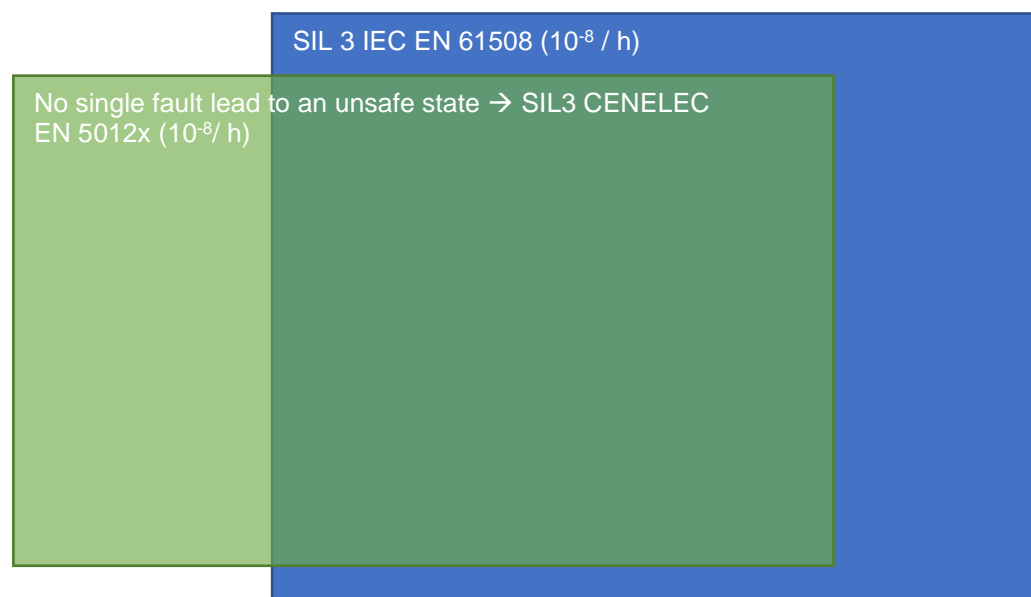 SIL 3 IEC EN 61508 (10⁻⁸ / h)
No single fault lead to an unsafe state → SIL3 CENELEC
EN 5012x (10⁻⁸/ h)